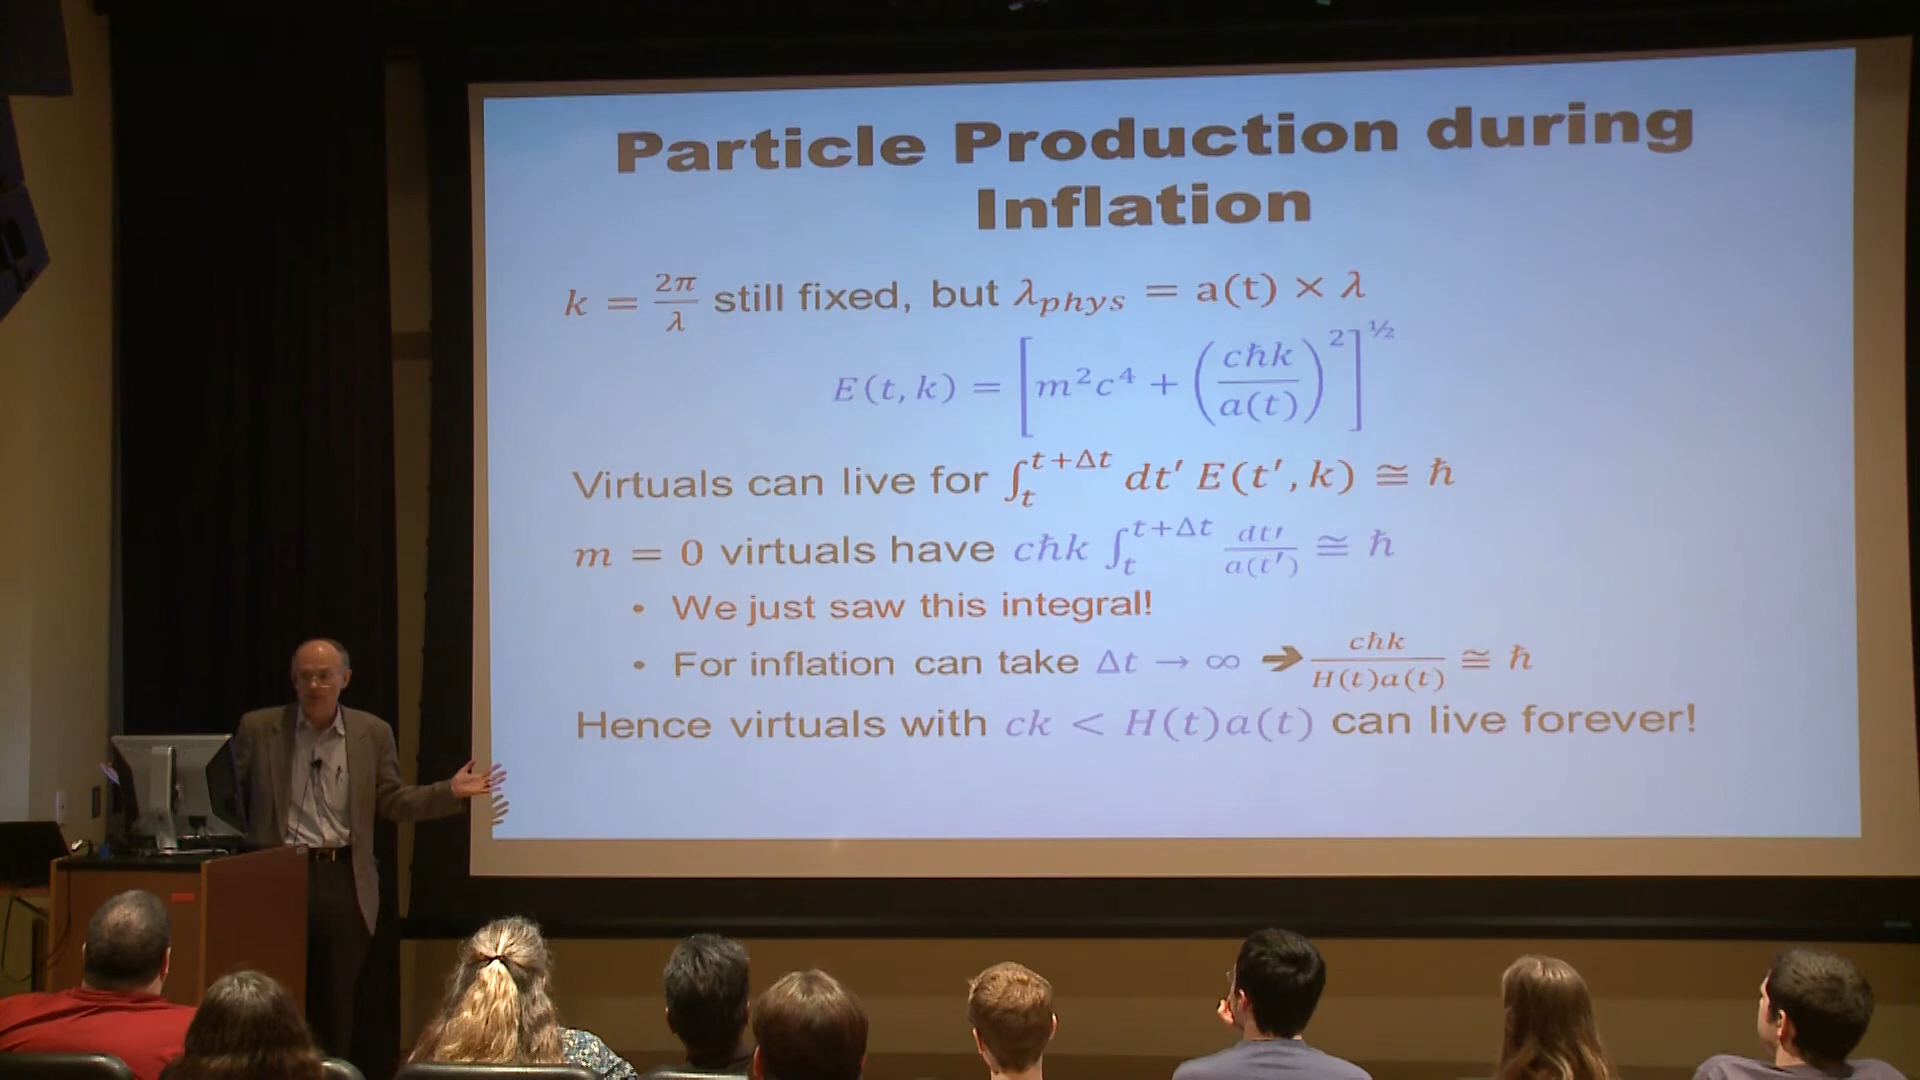 Particle Production during
Inflation
k = 2π/λ still fixed, but λ_phys = a(t) × λ
E(t, k) = [m²c⁴ + (cħk/a(t))²]^½
Virtuals can live for ∫_t^{t+Δt} dt′ E(t′, k) ≅ ħ
m = 0 virtuals have cħk ∫_t^{t+Δt} dt′/a(t′) ≅ ħ
• We just saw this integral!
• For inflation can take Δt → ∞ ➔ cħk/H(t)a(t) ≅ ħ
Hence virtuals with ck < H(t)a(t) can live forever!